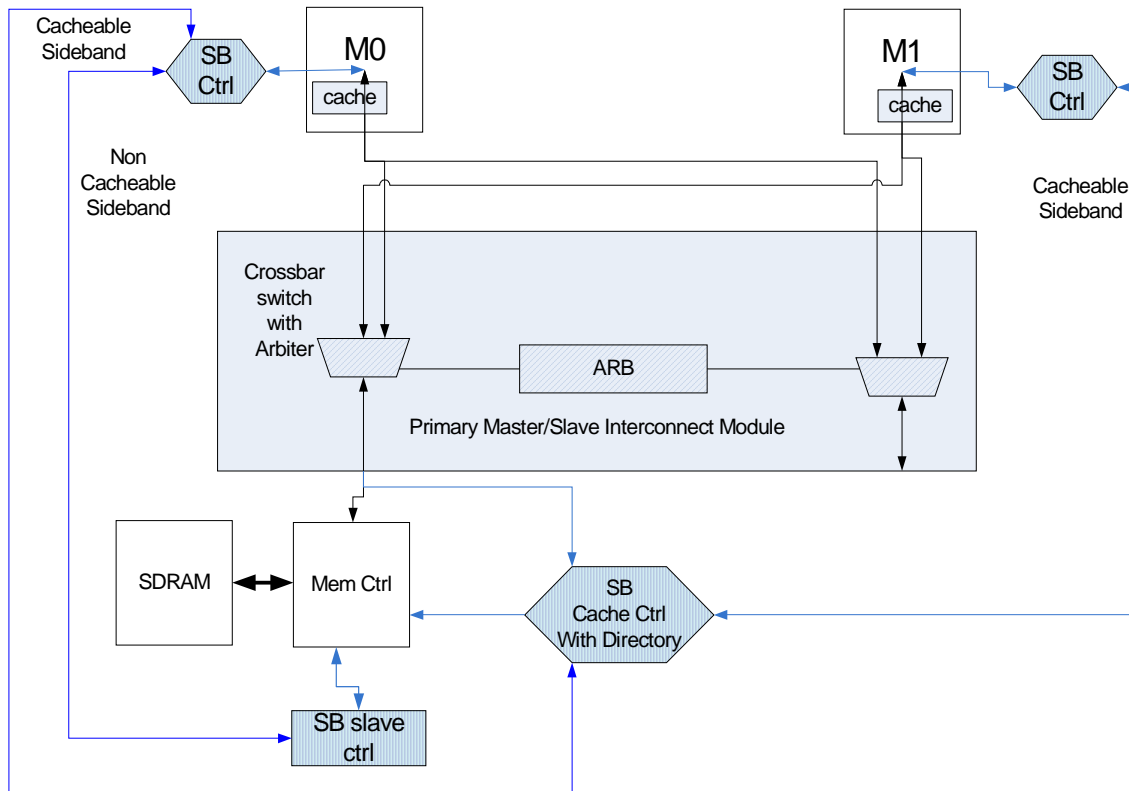 Cacheable
Sideband
SB
Ctrl
M0
cache
M1
cache
SB
Ctrl
Non
Cacheable
Sideband
Cacheable
Sideband
Crossbar
switch
with
Arbiter
ARB
Primary Master/Slave Interconnect Module
SDRAM
Mem Ctrl
SB
Cache Ctrl
With Directory
SB slave
ctrl